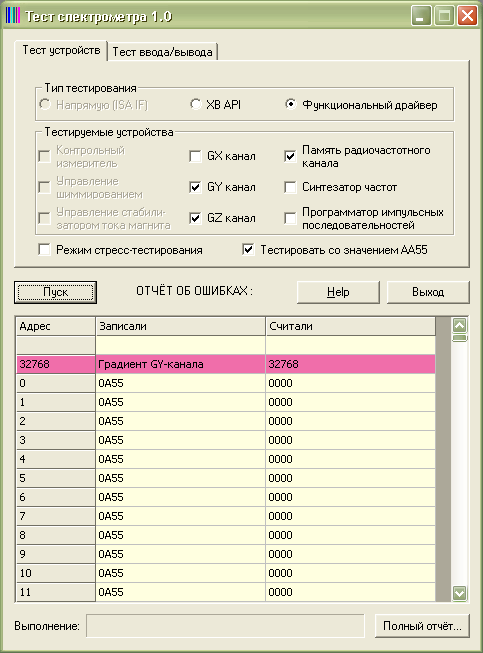 Тест спектрометра 1.0
Тест устройств Тест ввода/вывода
Тип тестирования
Напрямую (ISA IF) XB API Функциональный драйвер
Тестируемые устройства
Контрольный измеритель
GX канал
Память радиочастотного канала
Управление шиммированием
GY канал
Синтезатор частот
Управление стабили-
затором тока магнита
GZ канал
Программатор импульсных последовательностей
Режим стресс-тестирования Тестировать со значением AA55
Пуск ОТЧЁТ ОБ ОШИБКАХ : Help Выход
Адрес Записали Считали
32768 Градиент GY-канала 32768
0 0A55 0000
1 0A55 0000
2 0A55 0000
3 0A55 0000
4 0A55 0000
5 0A55 0000
6 0A55 0000
7 0A55 0000
8 0A55 0000
9 0A55 0000
10 0A55 0000
11 0A55 0000
Выполнение: Полный отчёт...